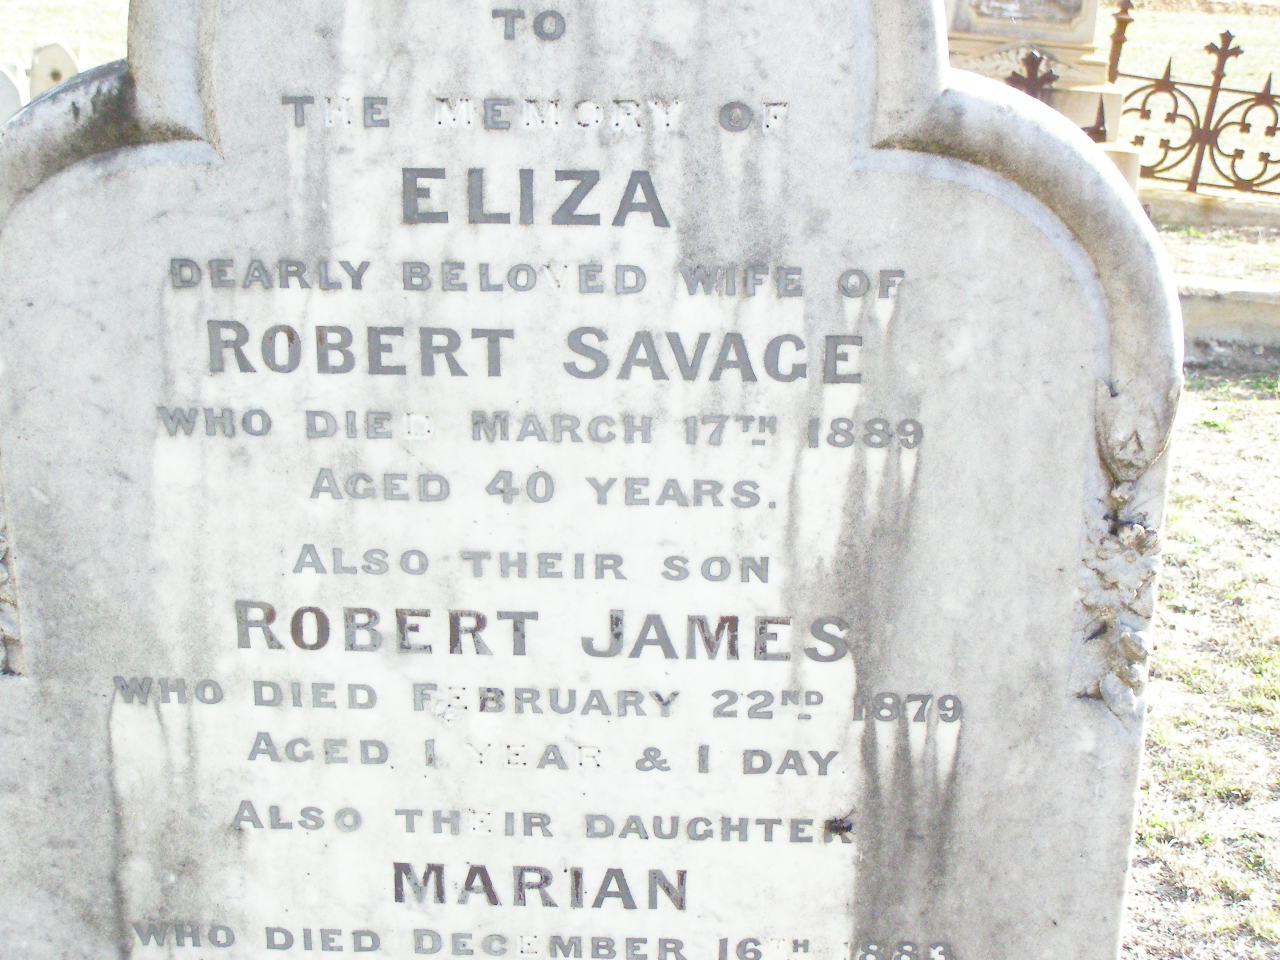 TO
THE MEMORY OF
ELIZA
DEARLY BELOVED WIFE OF
ROBERT SAVAGE
WHO DIED MARCH 17TH 1889
AGED 40 YEARS.
ALSO THEIR SON
ROBERT JAMES
WHO DIED FEBRUARY 22ND 1879
AGED 1 YEAR & 1 DAY
ALSO THEIR DAUGHTER
MARIAN
WHO DIED DECEMBER 16TH 1883